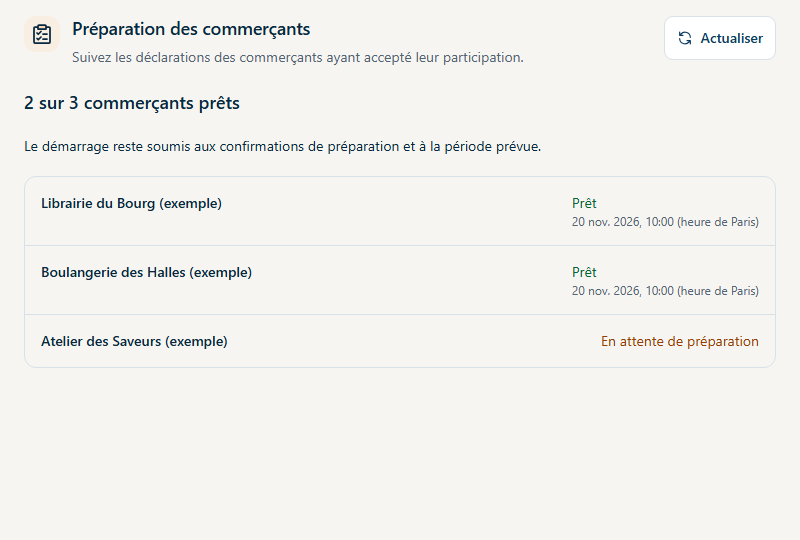 Préparation des commerçants
Suivez les déclarations des commerçants ayant accepté leur participation.
Actualiser
2 sur 3 commerçants prêts
Le démarrage reste soumis aux confirmations de préparation et à la période prévue.
Librairie du Bourg (exemple)
Prêt
20 nov. 2026, 10:00 (heure de Paris)
Boulangerie des Halles (exemple)
Prêt
20 nov. 2026, 10:00 (heure de Paris)
Atelier des Saveurs (exemple)
En attente de préparation